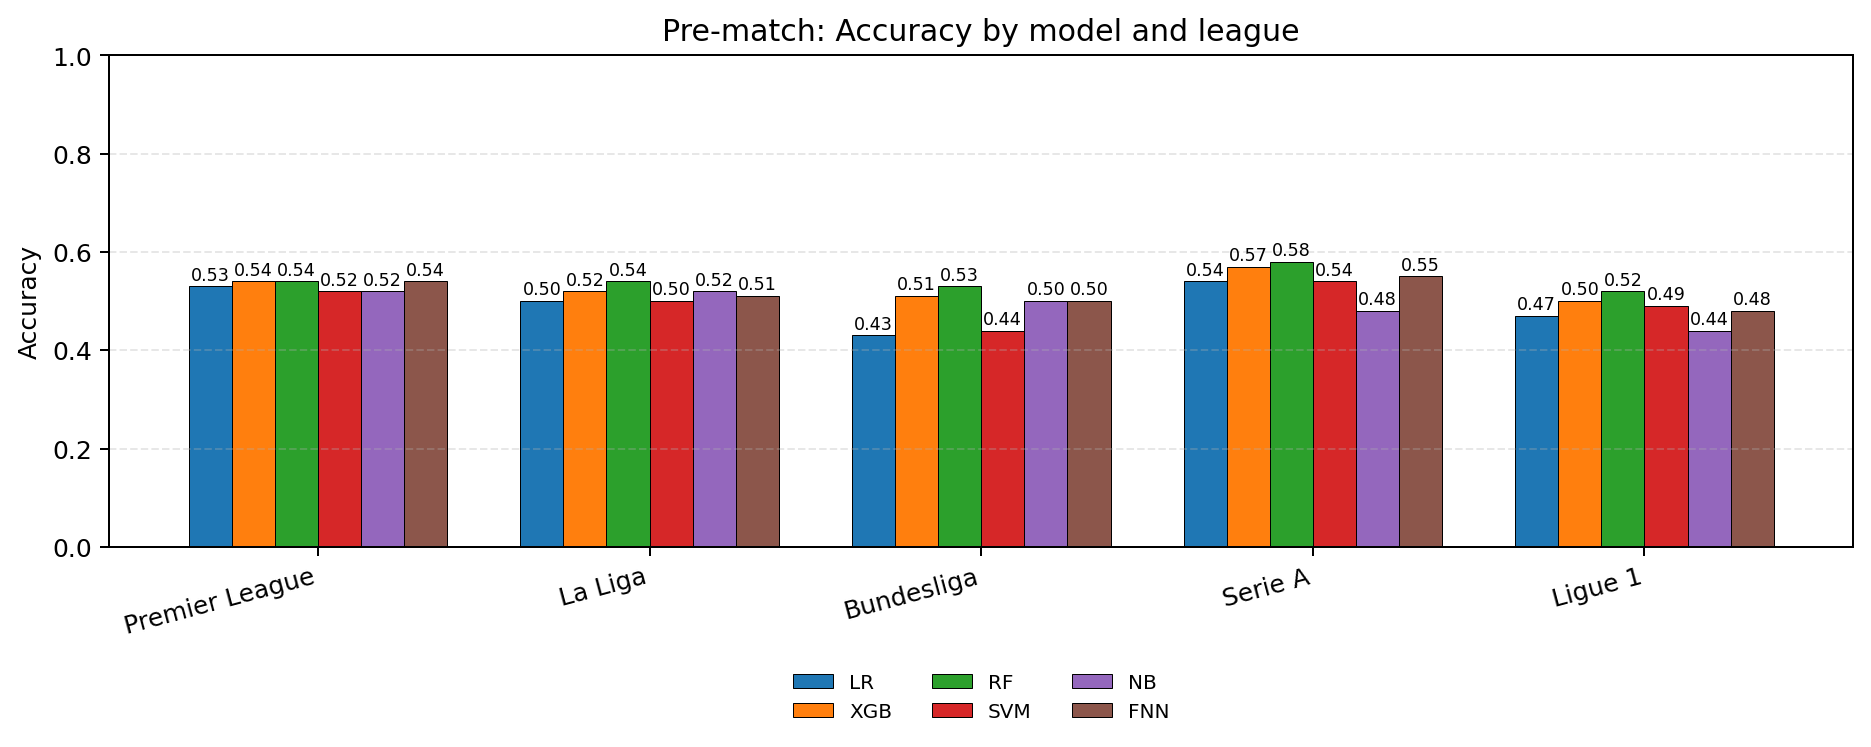 Pre-match: Accuracy by model and league
Accuracy
1.0
0.8
0.6
0.4
0.2
0.0
0.53 0.54 0.54 0.52 0.52 0.54
0.50 0.52 0.54 0.50 0.52 0.51
0.43 0.51 0.53 0.44 0.50 0.50
0.54 0.57 0.58 0.54 0.48 0.55
0.47 0.50 0.52 0.49 0.44 0.48
Premier League
La Liga
Bundesliga
Serie A
Ligue 1
LR RF NB
XGB SVM FNN